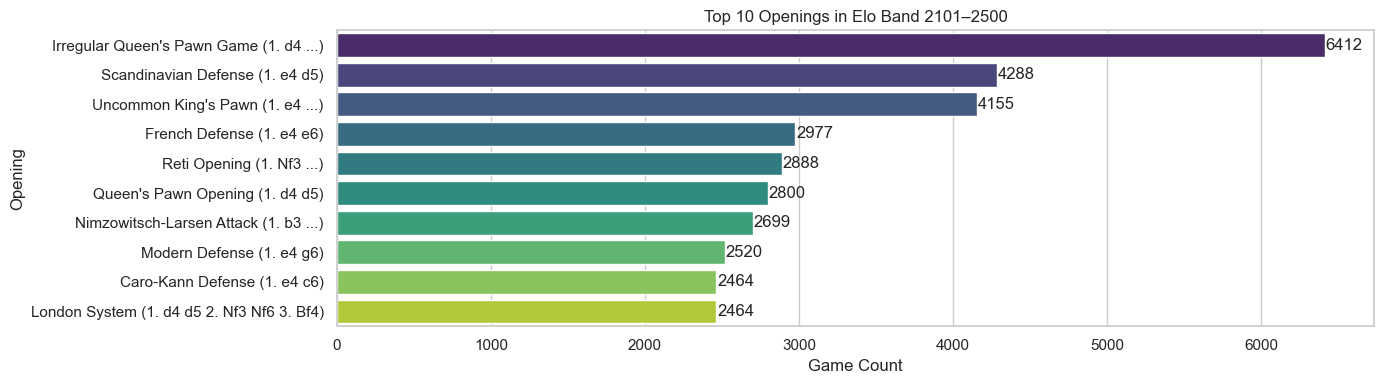 Top 10 Openings in Elo Band 2101–2500
Opening
Irregular Queen's Pawn Game (1. d4 ...) 6412
Scandinavian Defense (1. e4 d5) 4288
Uncommon King's Pawn (1. e4 ...) 4155
French Defense (1. e4 e6) 2977
Reti Opening (1. Nf3 ...) 2888
Queen's Pawn Opening (1. d4 d5) 2800
Nimzowitsch-Larsen Attack (1. b3 ...) 2699
Modern Defense (1. e4 g6) 2520
Caro-Kann Defense (1. e4 c6) 2464
London System (1. d4 d5 2. Nf3 Nf6 3. Bf4) 2464
0 1000 2000 3000 4000 5000 6000
Game Count